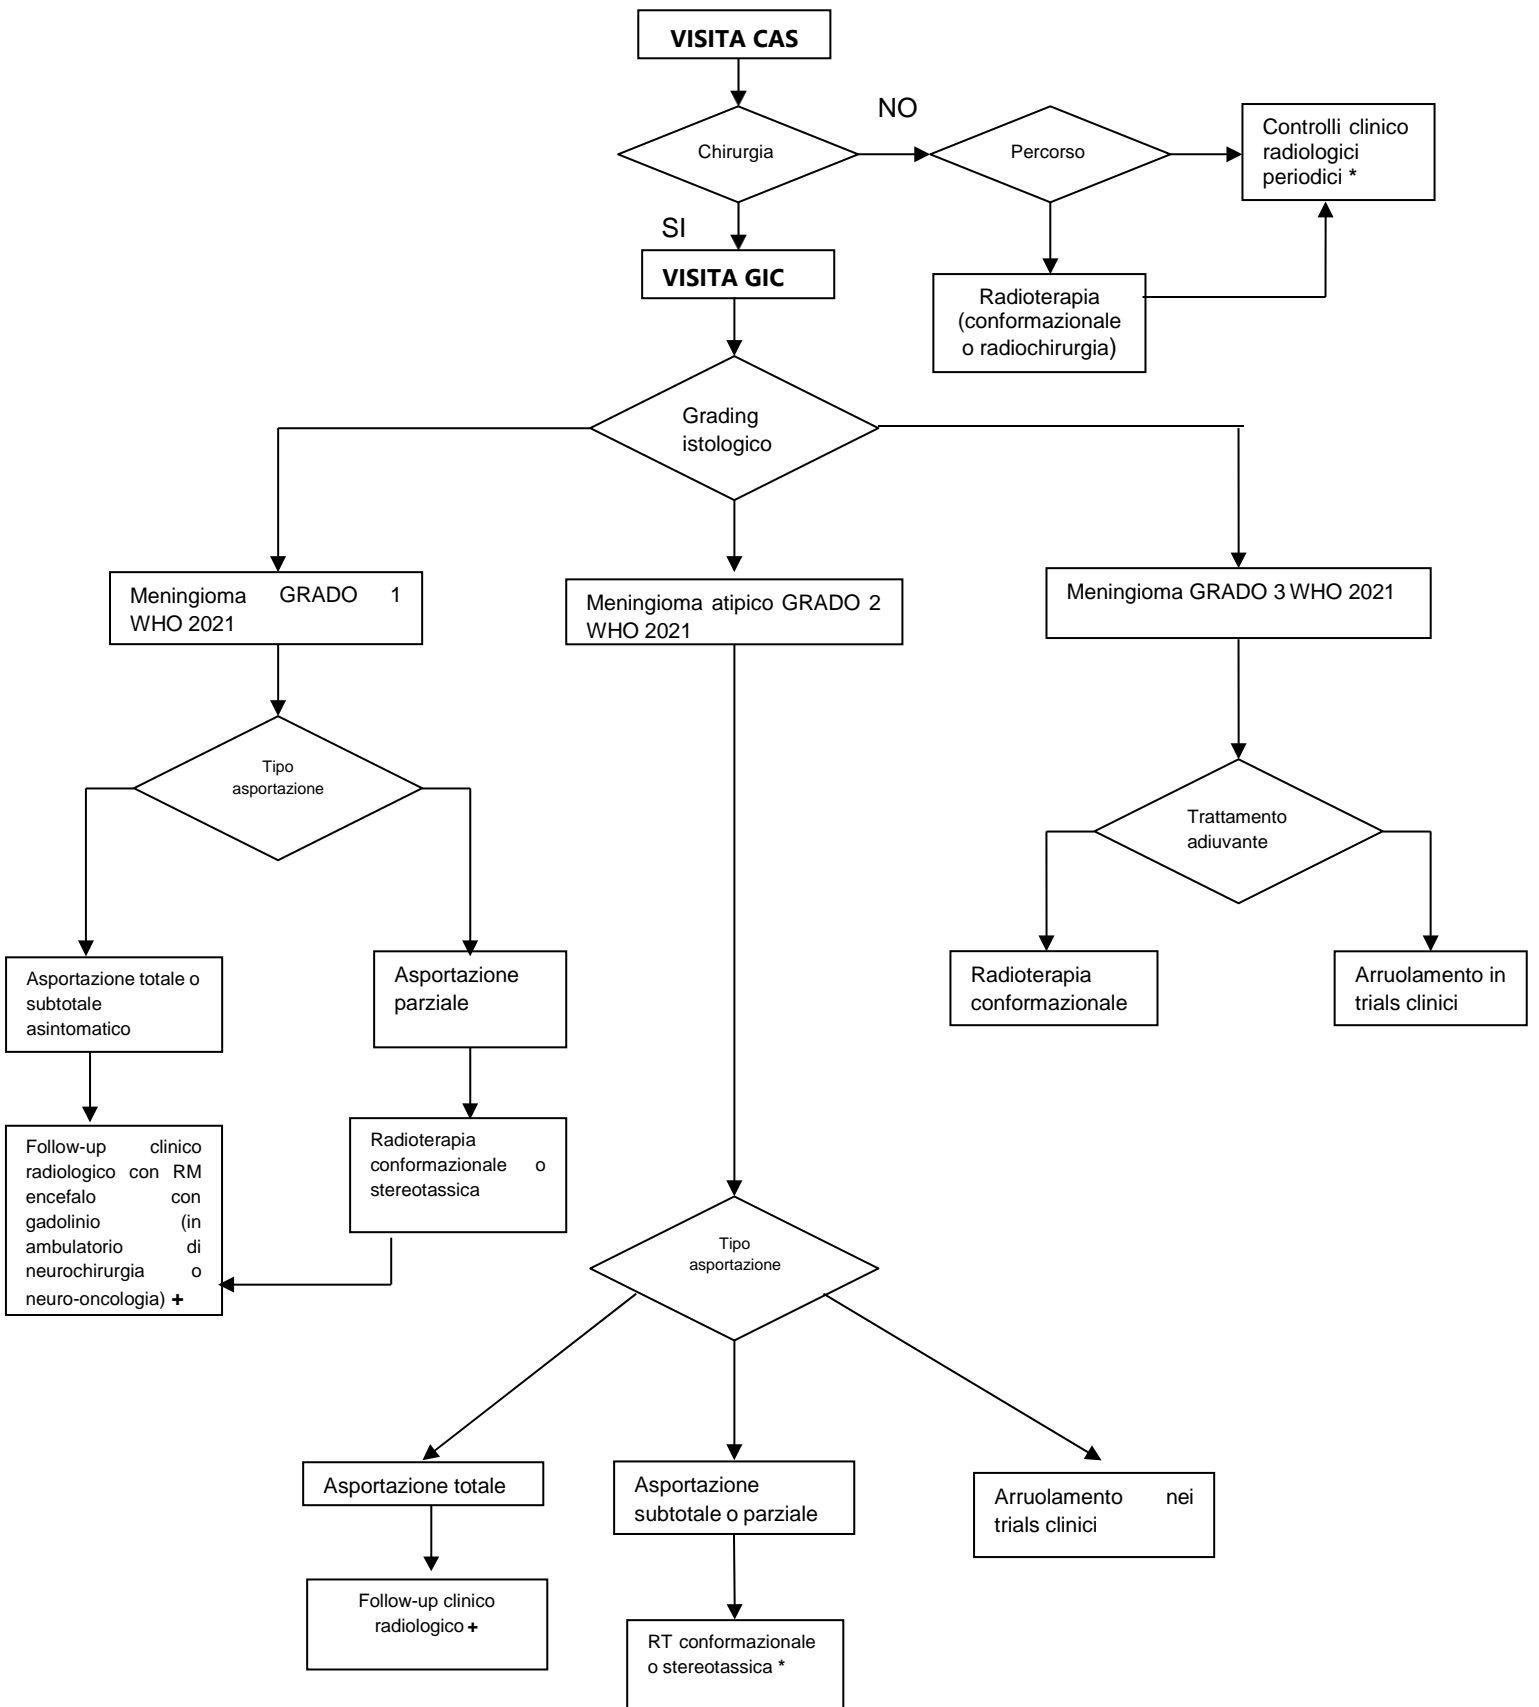 VISITA CAS
NO
Chirurgia
Percorso
Controlli clinico
radiologici
periodici *
SI
VISITA GIC
Radioterapia
(conformazionale
o radiochirurgia)
Grading
istologico
Meningioma GRADO 1
WHO 2021
Meningioma atipico GRADO 2
WHO 2021
Meningioma GRADO 3 WHO 2021
Tipo
asportazione
Trattamento
adiuvante
Asportazione totale o
subtotale
asintomatico
Asportazione
parziale
Radioterapia
conformazionale
Arruolamento in
trials clinici
Follow-up clinico
radiologico con RM
encefalo con
gadolinio (in
ambulatorio di
neurochirurgia o
neuro-oncologia) +
Radioterapia
conformazionale o
stereotassica
Tipo
asportazione
Asportazione totale
Asportazione
subtotale o parziale
Arruolamento nei
trials clinici
Follow-up clinico
radiologico +
RT conformazionale
o stereotassica *